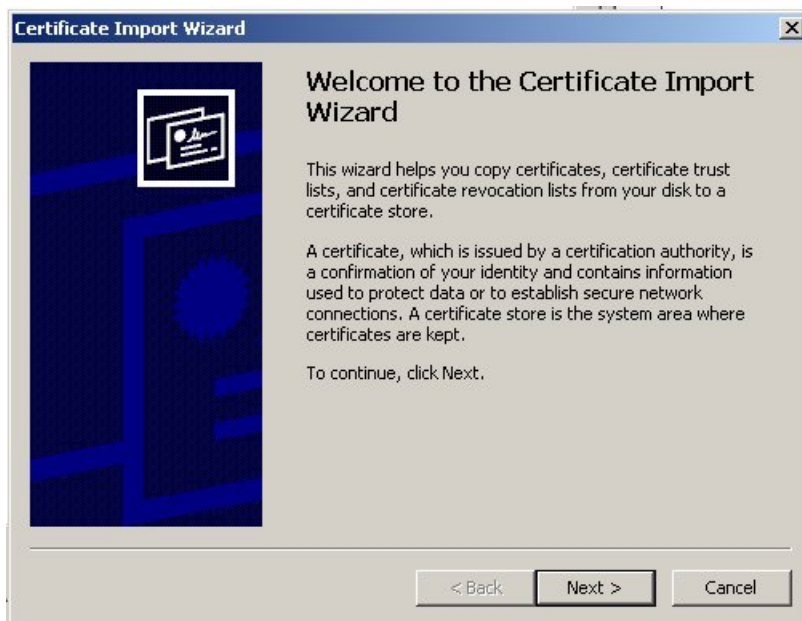 Certificate Import Wizard
Welcome to the Certificate Import
Wizard
This wizard helps you copy certificates, certificate trust
lists, and certificate revocation lists from your disk to a
certificate store.
A certificate, which is issued by a certification authority, is
a confirmation of your identity and contains information
used to protect data or to establish secure network
connections. A certificate store is the system area where
certificates are kept.
To continue, click Next.
< Back
Next >
Cancel